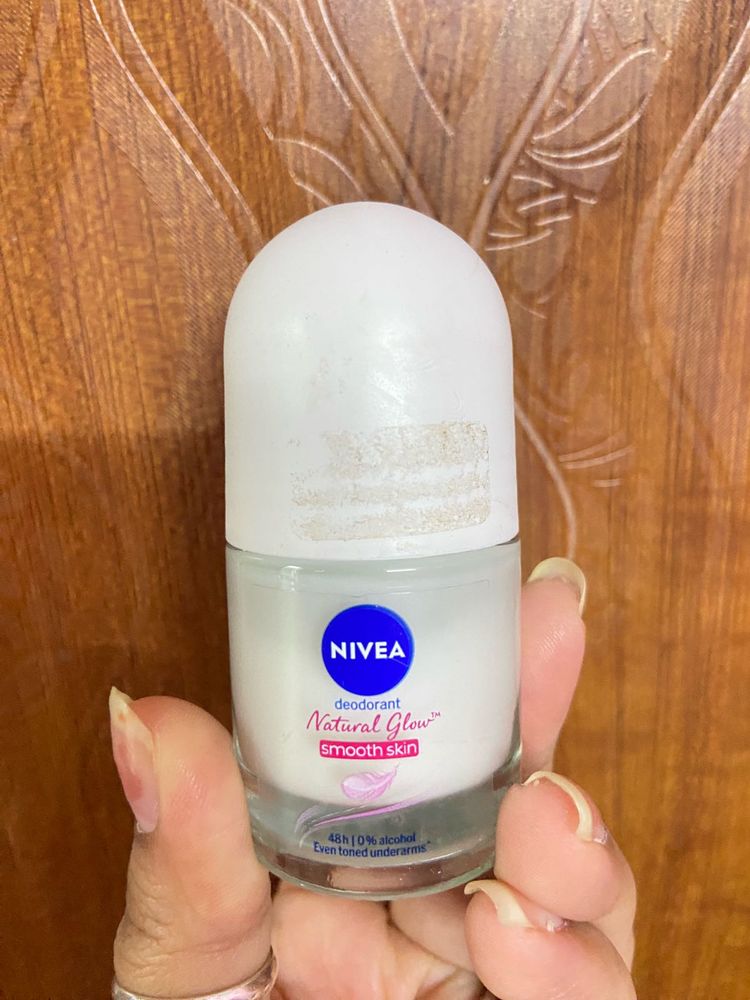 NIVEA
deodorant
Natural Glow™
smooth skin
48h | 0% alcohol
Even toned underarms^